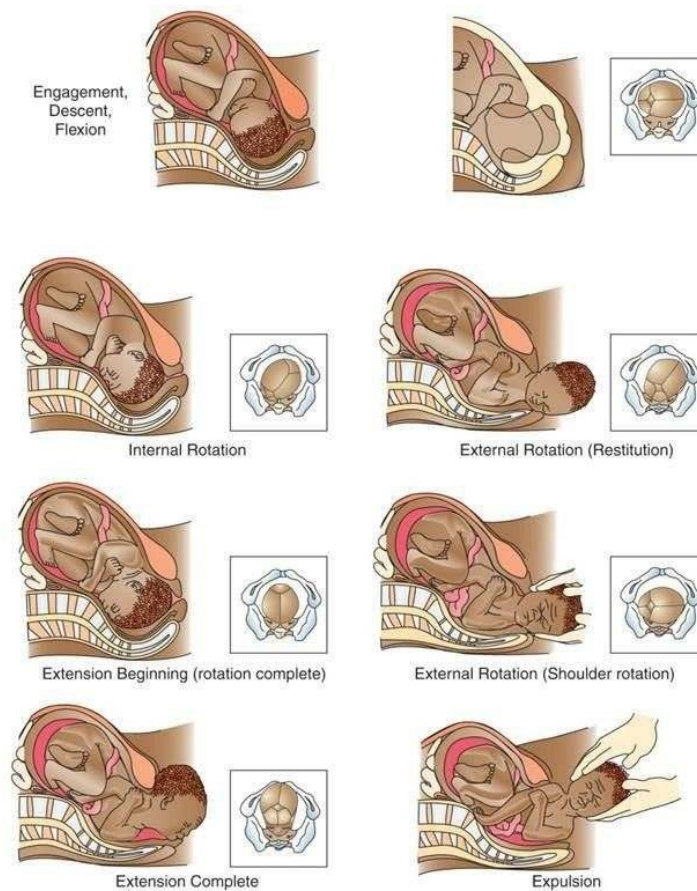 Engagement,
Descent,
Flexion
Internal Rotation
External Rotation (Restitution)
Extension Beginning (rotation complete)
External Rotation (Shoulder rotation)
Extension Complete
Expulsion